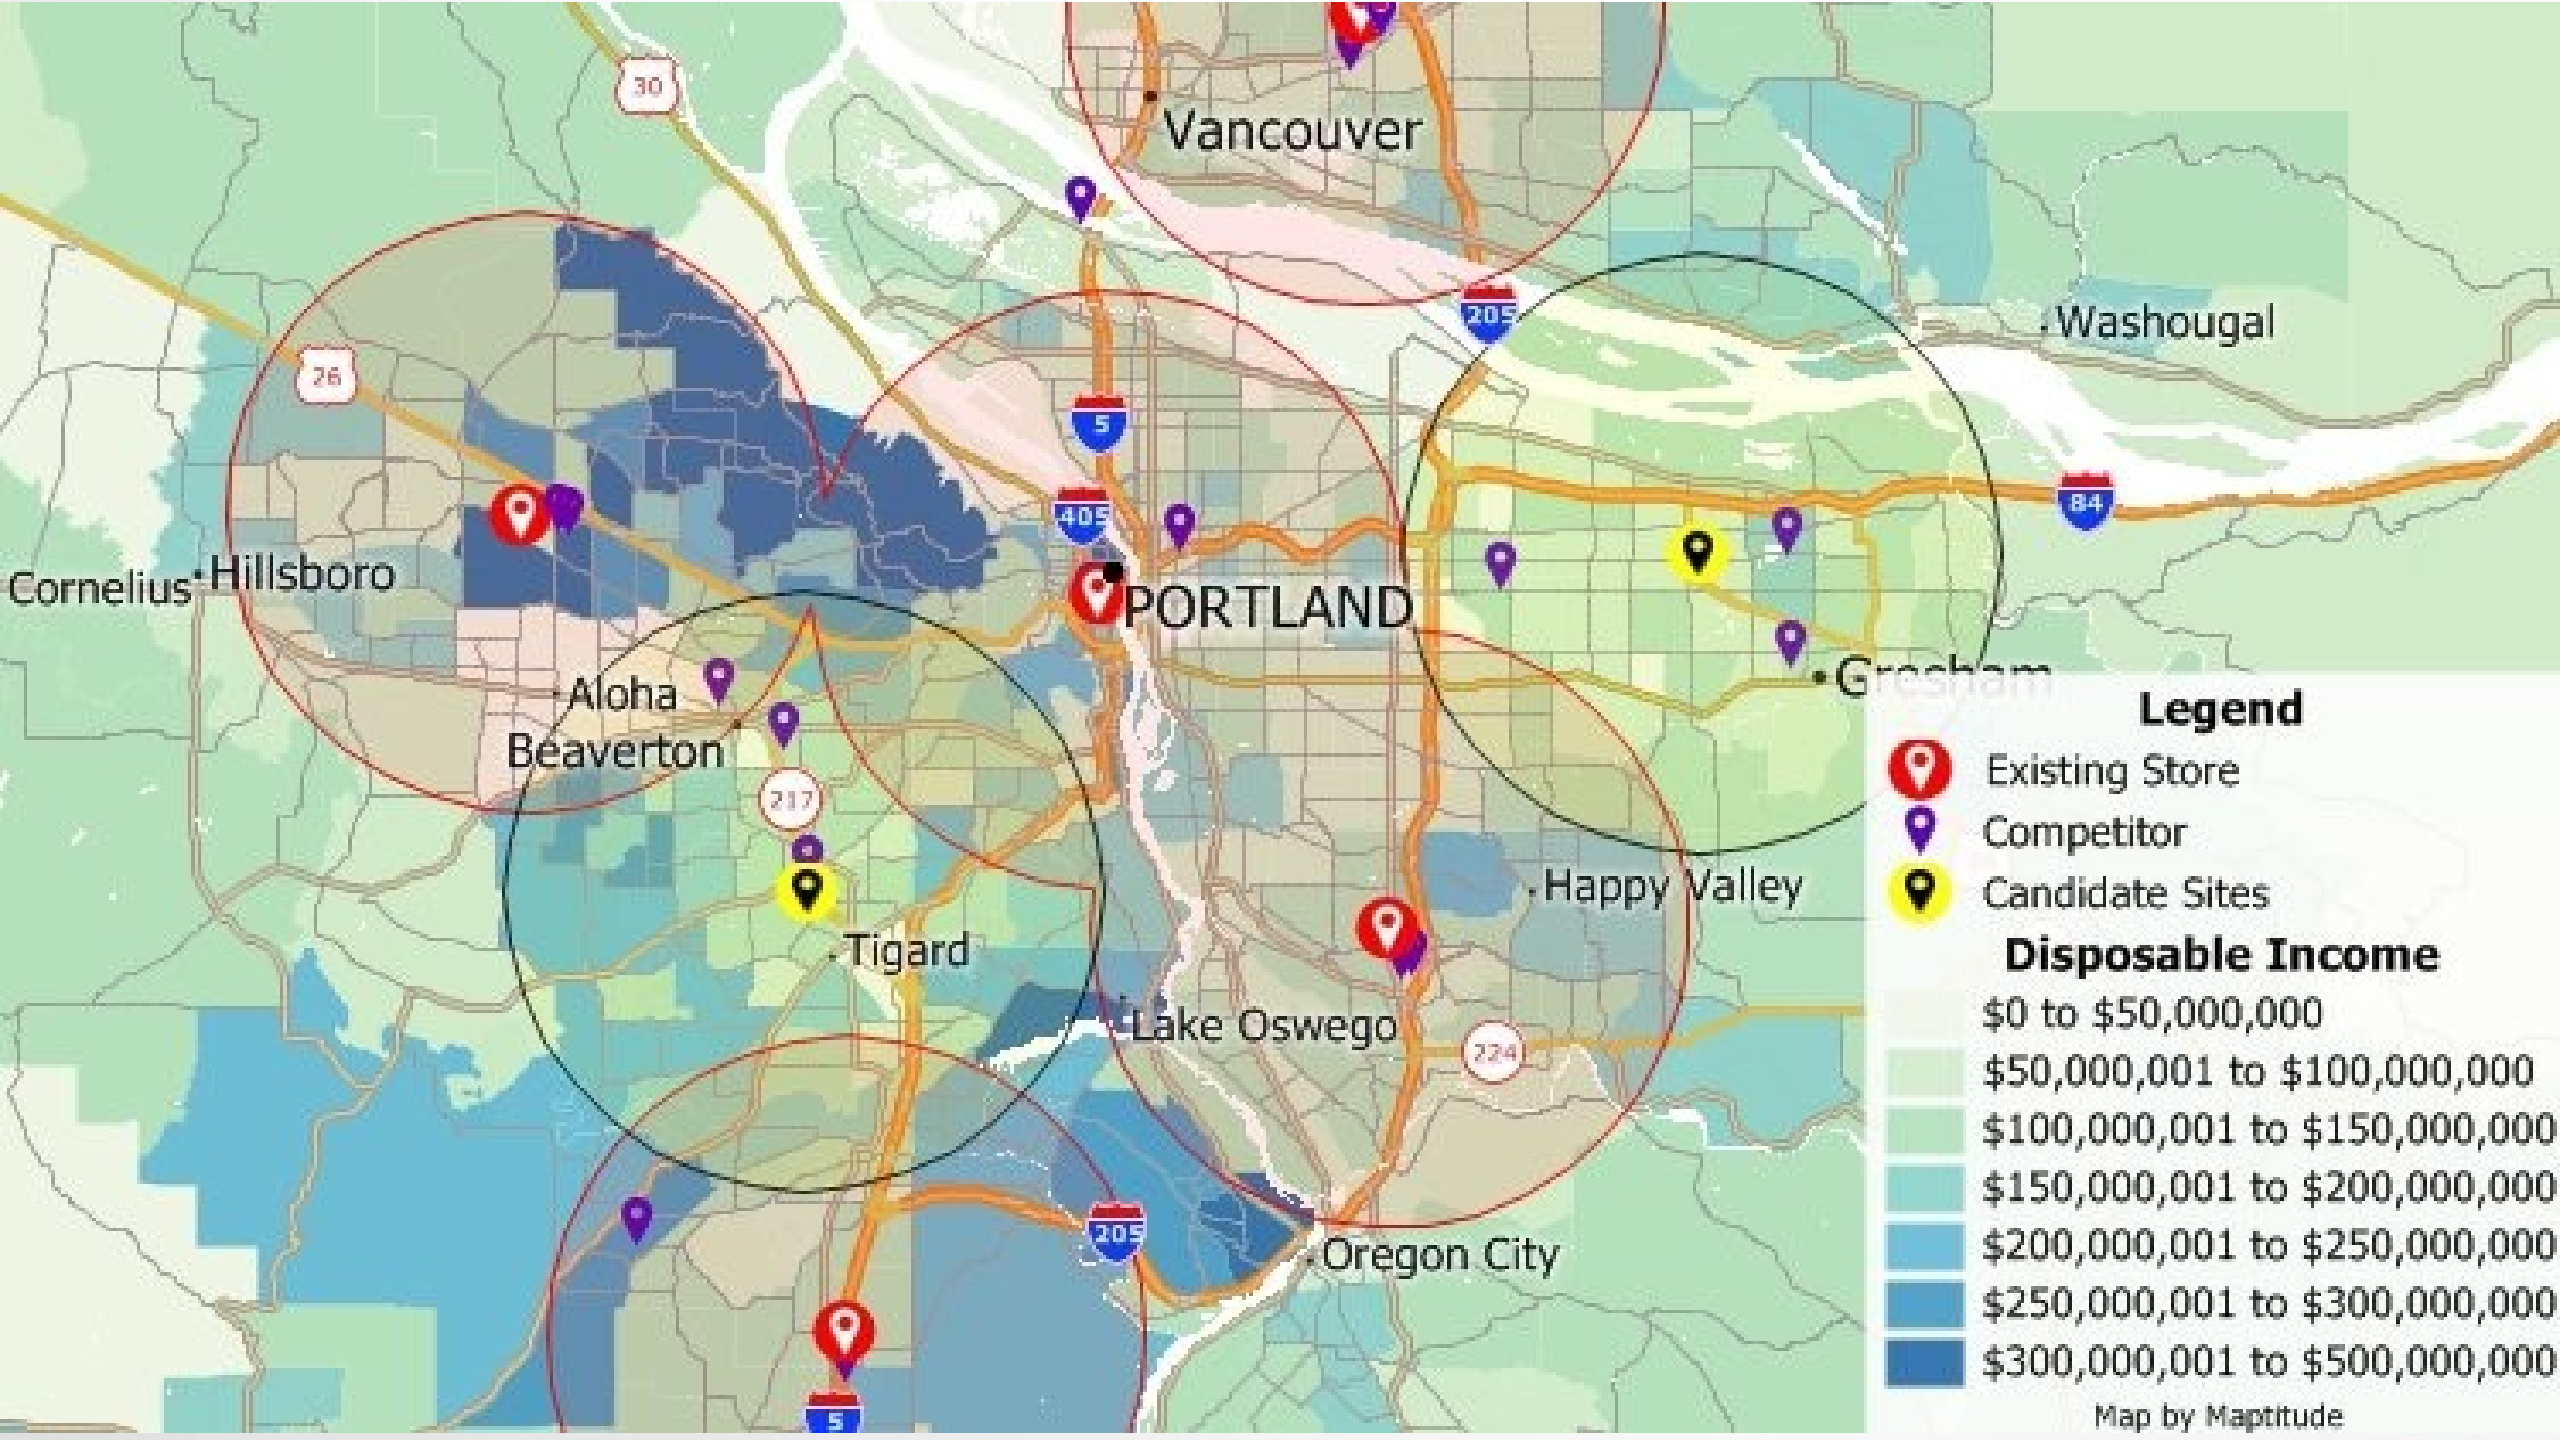 30
Vancouver
205
Washougal
26
5
84
405
Cornelius
Hillsboro
PORTLAND
Gresham
Aloha
Beaverton
217
Happy Valley
Tigard
Lake Oswego
224
205
Oregon City
5
Legend
Existing Store
Competitor
Candidate Sites
Disposable Income
$0 to $50,000,000
$50,000,001 to $100,000,000
$100,000,001 to $150,000,000
$150,000,001 to $200,000,000
$200,000,001 to $250,000,000
$250,000,001 to $300,000,000
$300,000,001 to $500,000,000
Map by Maptitude